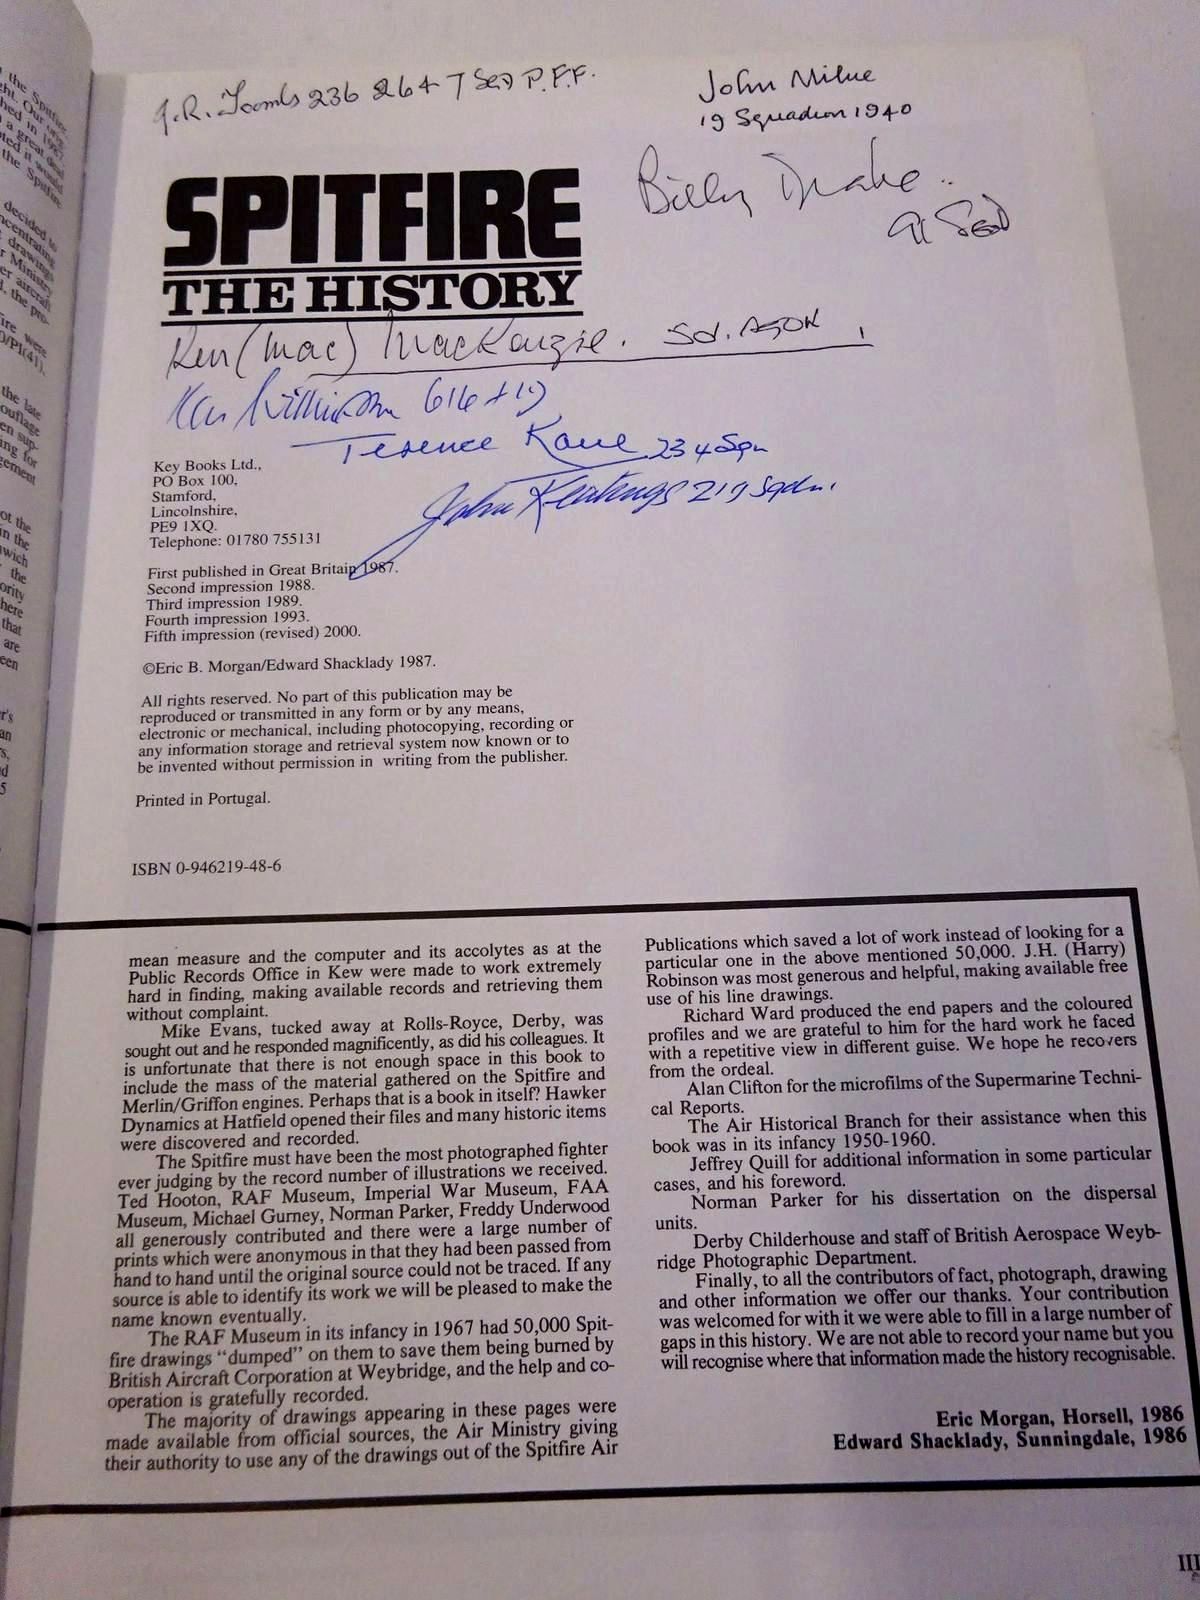 the Spitfire
J.R. Toombs 236 264 7 Sqd P.F.F.
John Milne
19 Squadron 1940
Billy Drake
91 Sqd
SPITFIRE
THE HISTORY
Ken (Mac) MacKenzie.
Ken Wilkinson 616 + 19
Terence Kane 234 Sqn
John Keatings 219 Sqdn.
Key Books Ltd.,
PO Box 100,
Stamford,
Lincolnshire,
PE9 1XQ.
Telephone: 01780 755131
First published in Great Britain 1987.
Second impression 1988.
Third impression 1989.
Fourth impression 1993.
Fifth impression (revised) 2000.
©Eric B. Morgan/Edward Shacklady 1987.
All rights reserved. No part of this publication may be
reproduced or transmitted in any form or by any means,
electronic or mechanical, including photocopying, recording or
any information storage and retrieval system now known or to
be invented without permission in writing from the publisher.
Printed in Portugal.
ISBN 0-946219-48-6
mean measure and the computer and its accolytes as at the
Public Records Office in Kew were made to work extremely
hard in finding, making available records and retrieving them
without complaint.
Mike Evans, tucked away at Rolls-Royce, Derby, was
sought out and he responded magnificently, as did his colleagues. It
is unfortunate that there is not enough space in this book to
include the mass of the material gathered on the Spitfire and
Merlin/Griffon engines. Perhaps that is a book in itself? Hawker
Dynamics at Hatfield opened their files and many historic items
were discovered and recorded.
The Spitfire must have been the most photographed fighter
ever judging by the record number of illustrations we received.
Ted Hooton, RAF Museum, Imperial War Museum, FAA
Museum, Michael Gurney, Norman Parker, Freddy Underwood
all generously contributed and there were a large number of
prints which were anonymous in that they had been passed from
hand to hand until the original source could not be traced. If any
source is able to identify its work we will be pleased to make the
name known eventually.
The RAF Museum in its infancy in 1967 had 50,000 Spit-
fire drawings “dumped” on them to save them being burned by
British Aircraft Corporation at Weybridge, and the help and co-
operation is gratefully recorded.
The majority of drawings appearing in these pages were
made available from official sources, the Air Ministry giving
their authority to use any of the drawings out of the Spitfire Air
Publications which saved a lot of work instead of looking for a
particular one in the above mentioned 50,000. J.H. (Harry)
Robinson was most generous and helpful, making available free
use of his line drawings.
Richard Ward produced the end papers and the coloured
profiles and we are grateful to him for the hard work he faced
with a repetitive view in different guise. We hope he recovers
from the ordeal.
Alan Clifton for the microfilms of the Supermarine Techni-
cal Reports.
The Air Historical Branch for their assistance when this
book was in its infancy 1950-1960.
Jeffrey Quill for additional information in some particular
cases, and his foreword.
Norman Parker for his dissertation on the dispersal
units.
Derby Childerhouse and staff of British Aerospace Weyb-
ridge Photographic Department.
Finally, to all the contributors of fact, photograph, drawing
and other information we offer our thanks. Your contribution
was welcomed for with it we were able to fill in a large number of
gaps in this history. We are not able to record your name but you
will recognise where that information made the history recognisable.
Eric Morgan, Horsell, 1986
Edward Shacklady, Sunningdale, 1986
III